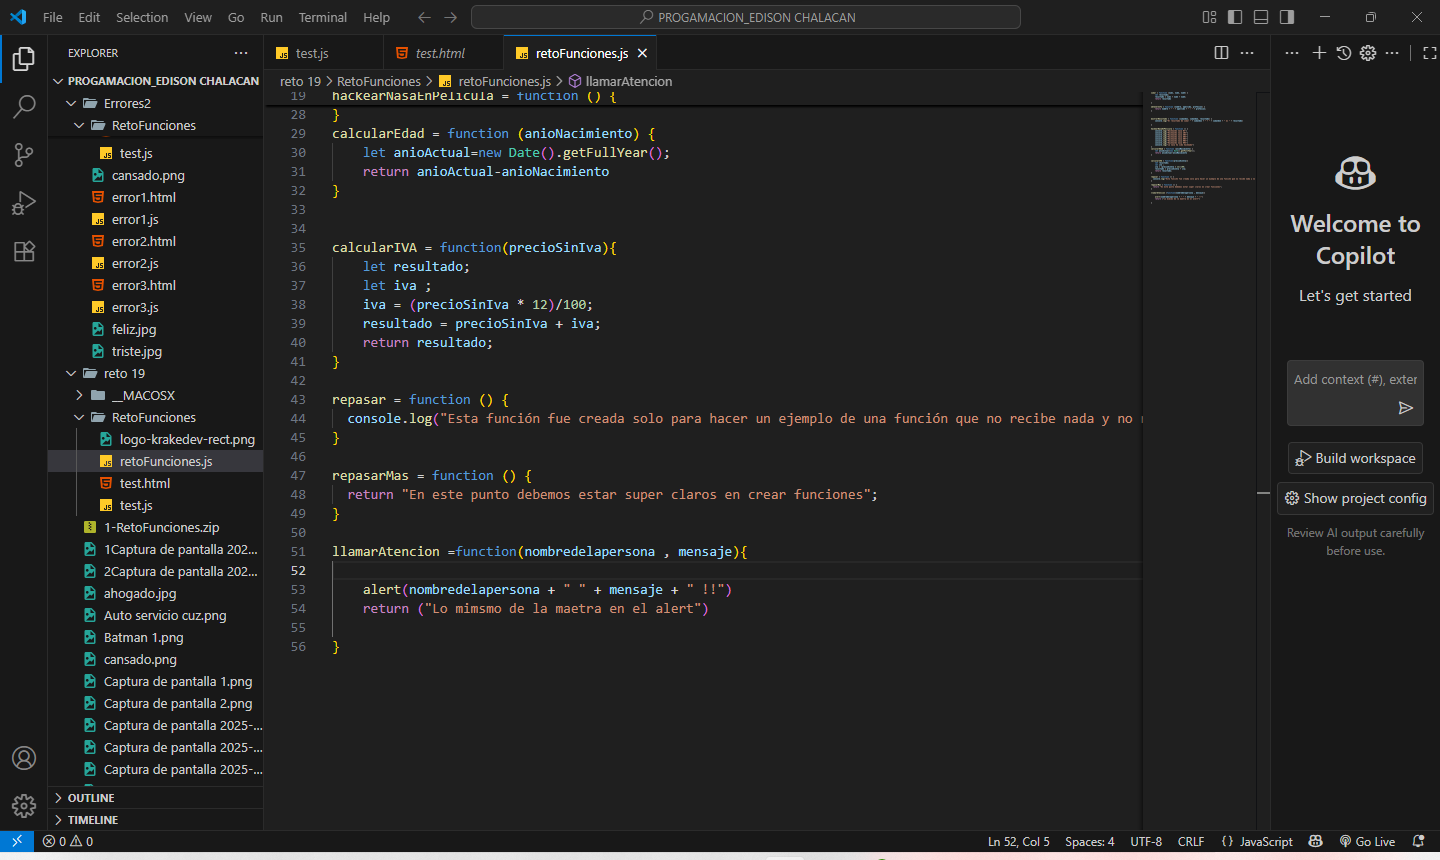 File Edit Selection View Go Run Terminal Help
PROGAMACION_EDISON CHALACAN
EXPLORER
PROGAMACION_EDISON CHALACAN
Errores2
RetoFunciones
test.js
cansado.png
error1.html
error1.js
error2.html
error2.js
error3.html
error3.js
feliz.jpg
triste.jpg
reto 19
__MACOSX
RetoFunciones
logo-krakedev-rect.png
retoFunciones.js
test.html
test.js
1-RetoFunciones.zip
1Captura de pantalla 202...
2Captura de pantalla 202...
ahogado.jpg
Auto servicio cuz.png
Batman 1.png
cansado.png
Captura de pantalla 1.png
Captura de pantalla 2.png
Captura de pantalla 2025-...
Captura de pantalla 2025-...
Captura de pantalla 2025-...
OUTLINE
TIMELINE
test.js
test.html
retoFunciones.js
reto 19 > RetoFunciones > retoFunciones.js > llamarAtencion
19 hackearNasaEnPelicula = function () {
28 }
29 calcularEdad = function (anioNacimiento) {
30 let anioActual=new Date().getFullYear();
31 return anioActual-anioNacimiento
32 }
33
34
35 calcularIVA = function(precioSinIva){
36 let resultado;
37 let iva ;
38 iva = (precioSinIva * 12)/100;
39 resultado = precioSinIva + iva;
40 return resultado;
41 }
42
43 repasar = function () {
44 console.log("Esta función fue creada solo para hacer un ejemplo de una función que no recibe nada y no
45 }
46
47 repasarMas = function () {
48 return "En este punto debemos estar super claros en crear funciones";
49 }
50
51 llamarAtencion =function(nombredelapersona , mensaje){
52
53 alert(nombredelapersona + " " + mensaje + " !!")
54 return ("Lo mimsmo de la maetra en el alert")
55
56 }
Welcome to
Copilot
Let's get started
Add context (#), exter
Build workspace
Show project config
Review AI output carefully
before use.
0 0
Ln 52, Col 5 Spaces: 4 UTF-8 CRLF {} JavaScript Go Live